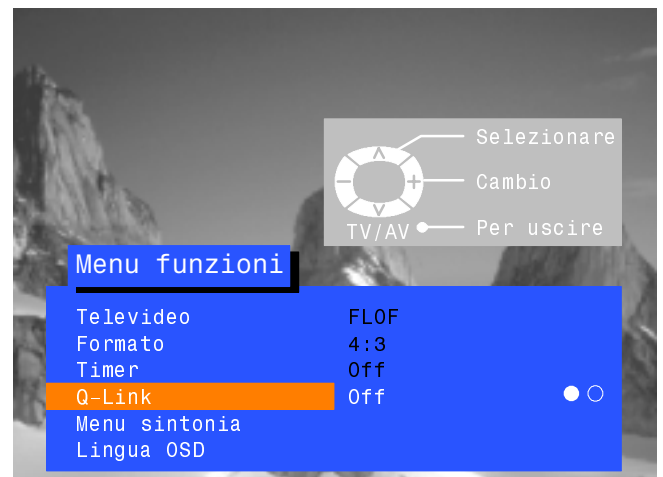 Selezionare
Cambio
TV/AV Per uscire
Menu funzioni
Televideo FLOF
Formato 4:3
Timer Off
Q-Link Off
Menu sintonia
Lingua OSD